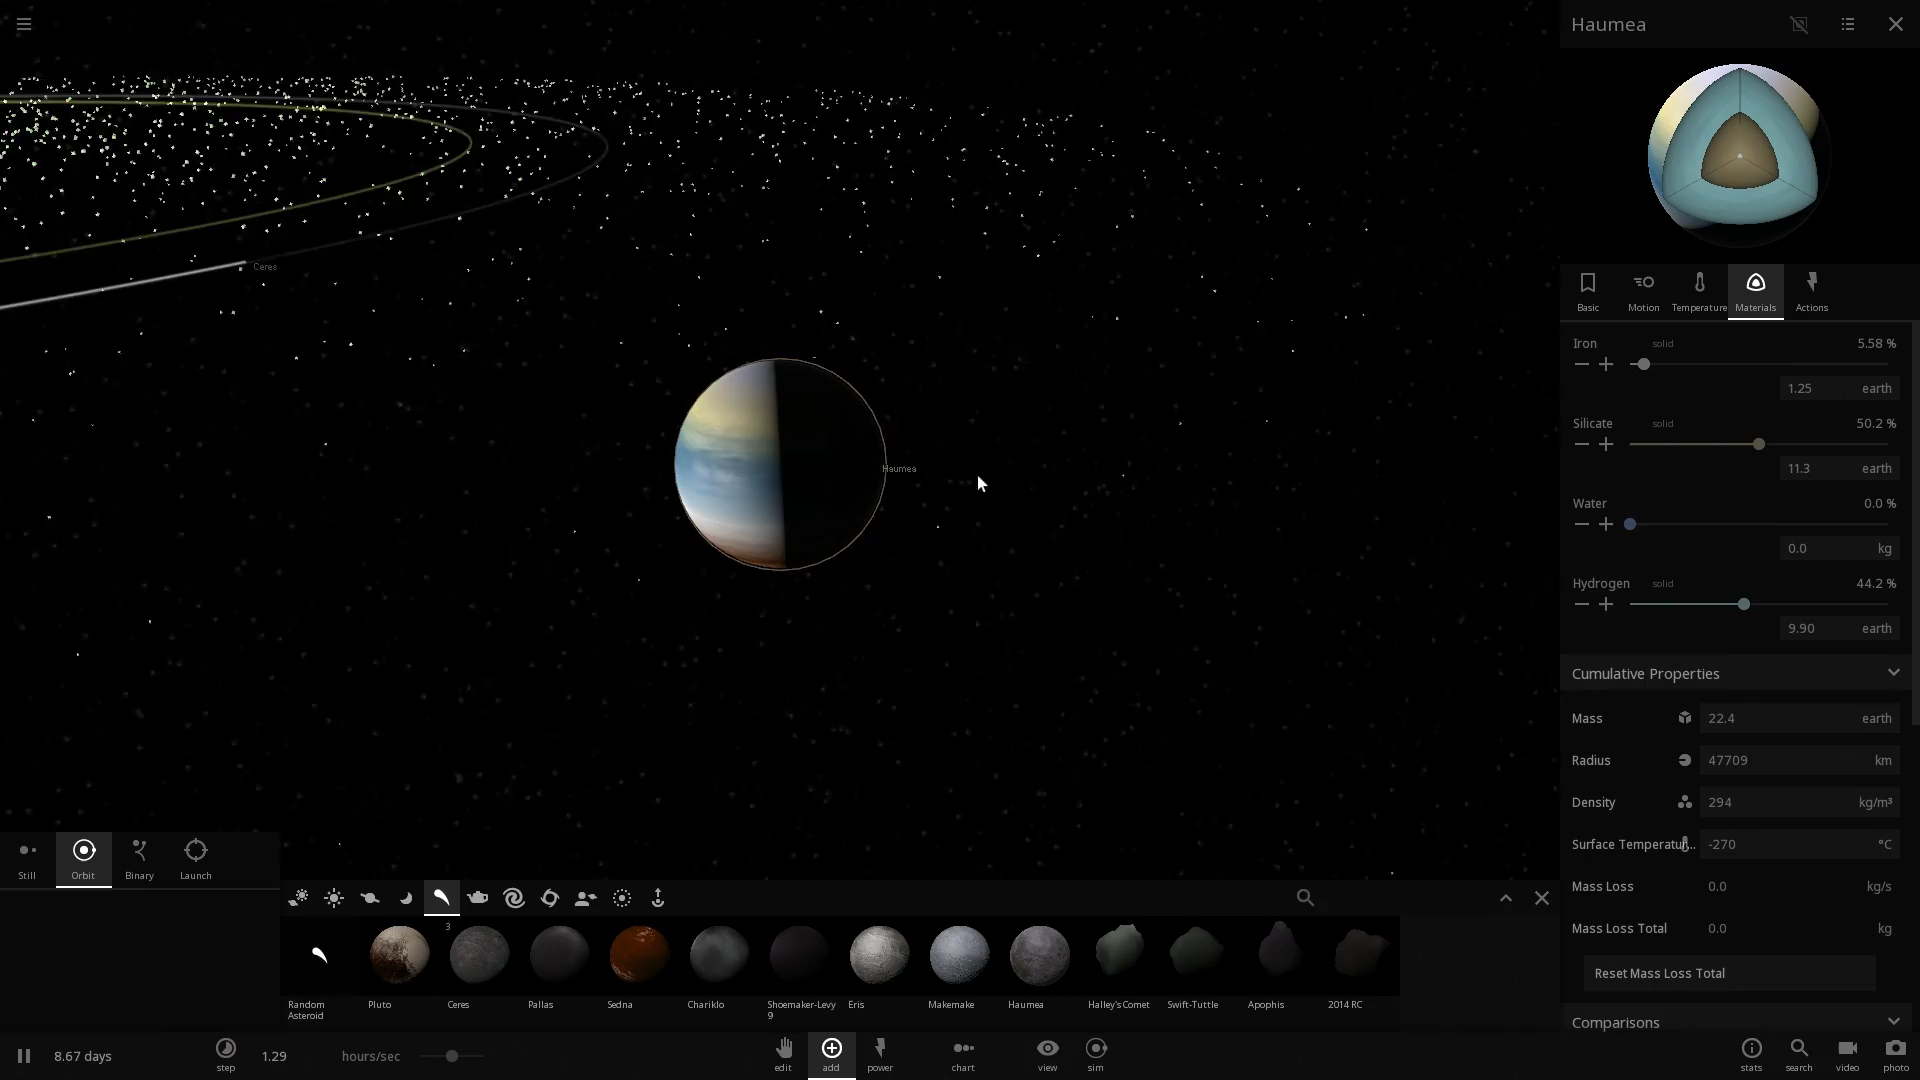 Haumea
Ceres
Haumea
Basic
Motion
Temperature
Materials
Actions
Iron solid 5.58 %
1.25 earth
Silicate solid 50.2 %
11.3 earth
Water 0.0 %
0.0 kg
Hydrogen solid 44.2 %
9.90 earth
Cumulative Properties
Mass 22.4 earth
Radius 47709 km
Density 294 kg/m³
Surface Temperatur... -270 °C
Mass Loss 0.0 kg/s
Mass Loss Total 0.0 kg
Reset Mass Loss Total
Comparisons
Still
Orbit
Binary
Launch
3
Random
Asteroid
Pluto
Ceres
Pallas
Sedna
Chariklo
Shoemaker-Levy
9
Eris
Makemake
Haumea
Halley's Comet
Swift-Tuttle
Apophis
2014 RC
8.67 days
step
1.29 hours/sec
edit
add
power
chart
view
sim
stats
search
video
photo